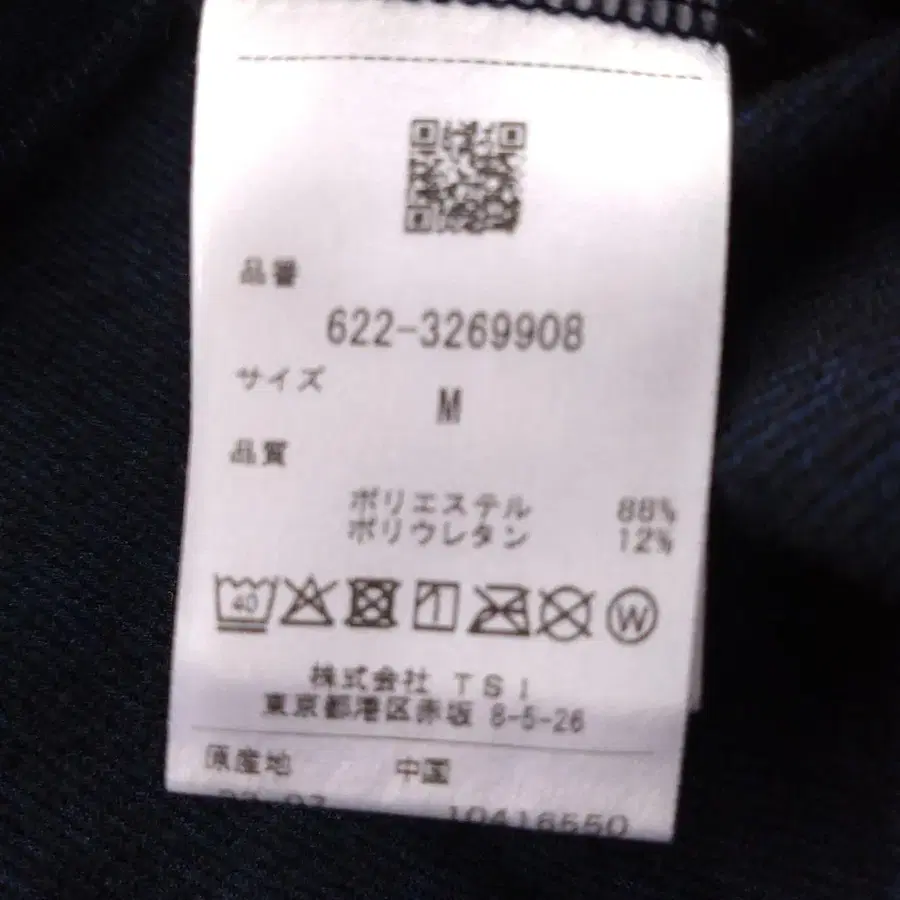 品番
622-3269908
サイズ
M
品質
ポリエステル 88%
ポリウレタン 12%
40
W
株式会社 TSI
東京都港区赤坂 8-5-26
原産地 中国
10416550